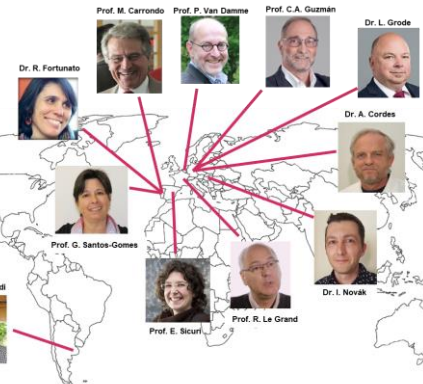 Prof. M. Carrondo
Prof. P. Van Damme
Prof. C.A. Guzmán
Dr. L. Grode
Dr. R. Fortunato
Dr. A. Cordes
Prof. G. Santos-Gomes
Dr. I. Novák
Prof. E. Sicuri
Prof. R. Le Grand
di